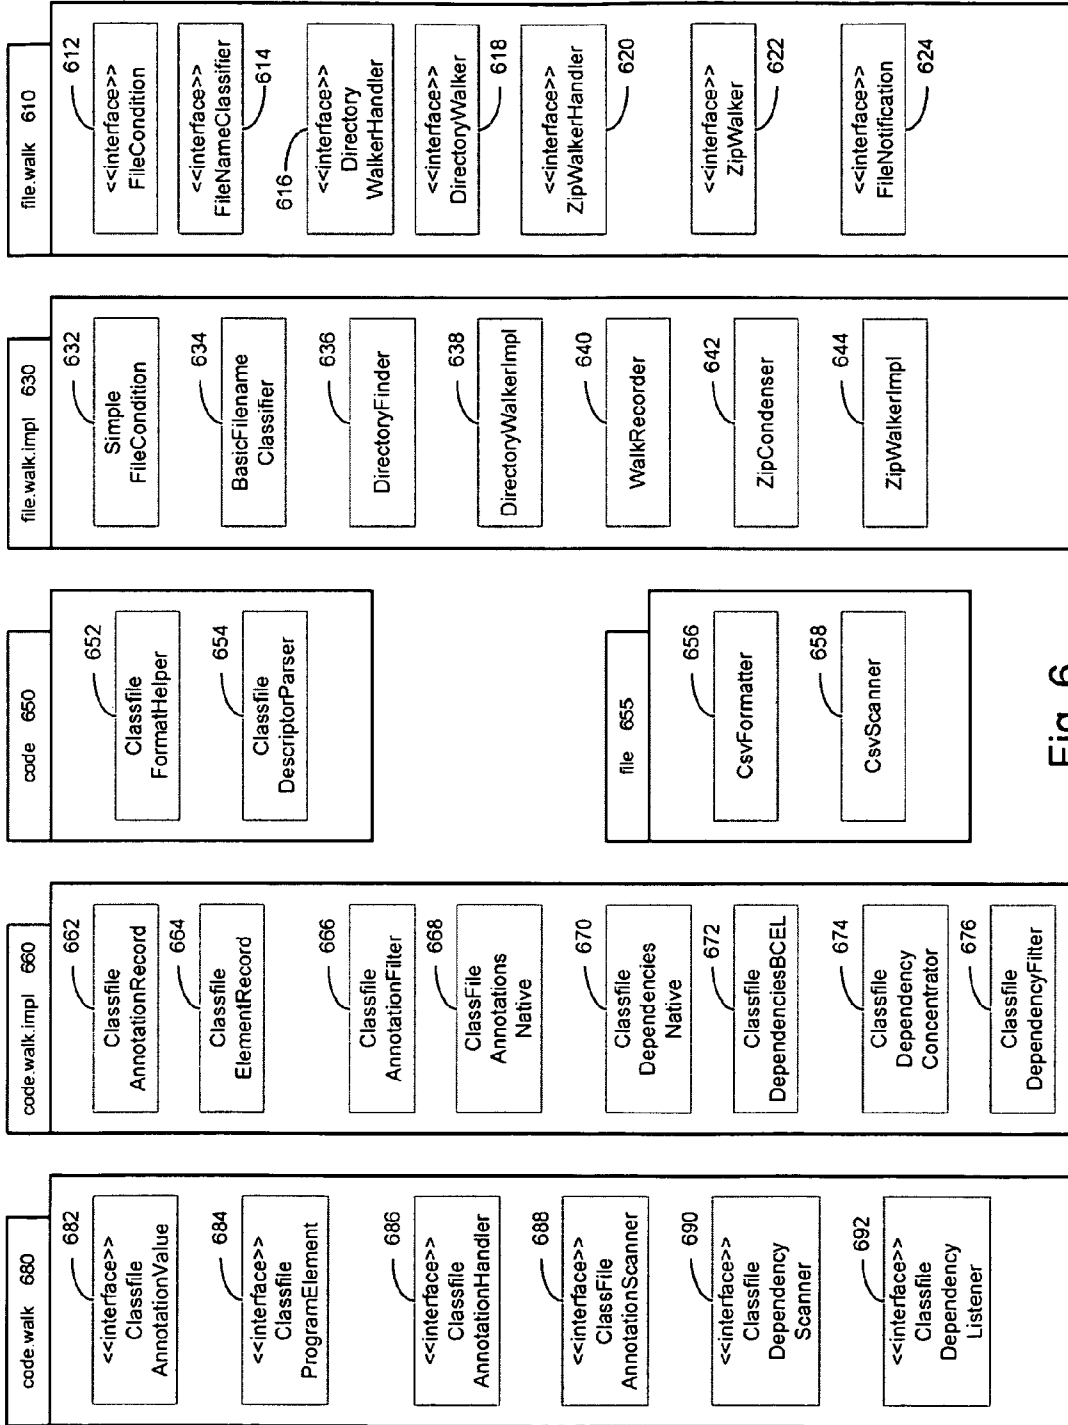 code.walk 680
682
<<interface>>
Classfile
AnnotationValue
684
<<interface>>
Classfile
ProgramElement
686
<<interface>>
Classfile
AnnotationHandler
688
<<interface>>
ClassFile
AnnotationScanner
690
<<interface>>
Classfile
Dependency
Scanner
692
<<interface>>
Classfile
Dependency
Listener
code.walk.impl 660
662
Classfile
AnnotationRecord
664
Classfile
ElementRecord
666
Classfile
AnnotationFilter
668
ClassFile
Annotations
Native
670
Classfile
Dependencies
Native
672
Classfile
DependenciesBCEL
674
Classfile
Dependency
Concentrator
676
Classfile
DependencyFilter
code 650
652
Classfile
FormatHelper
654
Classfile
DescriptorParser
file 655
656
CsvFormatter
658
CsvScanner
file.walk.impl 630
632
Simple
FileCondition
634
BasicFilename
Classifier
636
DirectoryFinder
638
DirectoryWalkerImpl
640
WalkRecorder
642
ZipCondenser
644
ZipWalkerImpl
file.walk 610
612
<<interface>>
FileCondition
<<interface>>
FileNameClassifier
614
616
<<interface>>
Directory
WalkerHandler
<<interface>>
DirectoryWalker
618
<<interface>>
ZipWalkerHandler
620
<<interface>>
ZipWalker
622
<<interface>>
FileNotification
624
Fig. 6